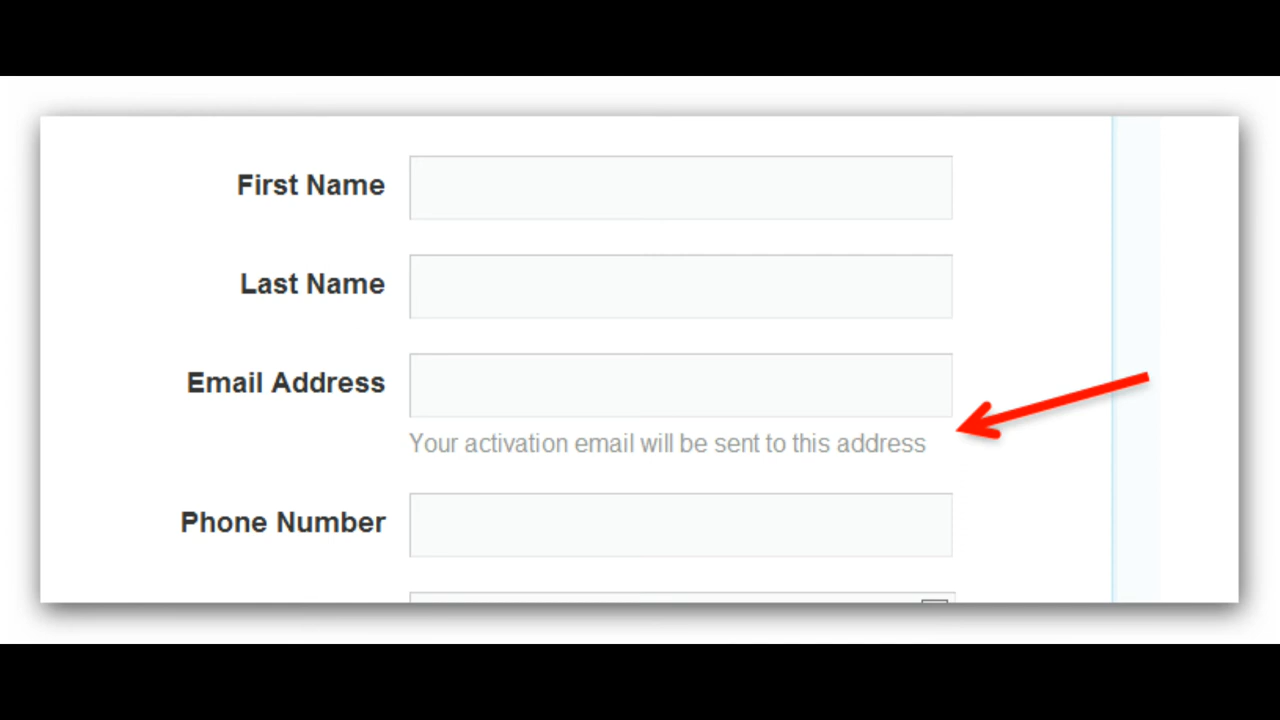 First Name
Last Name
Email Address
Your activation email will be sent to this address
Phone Number